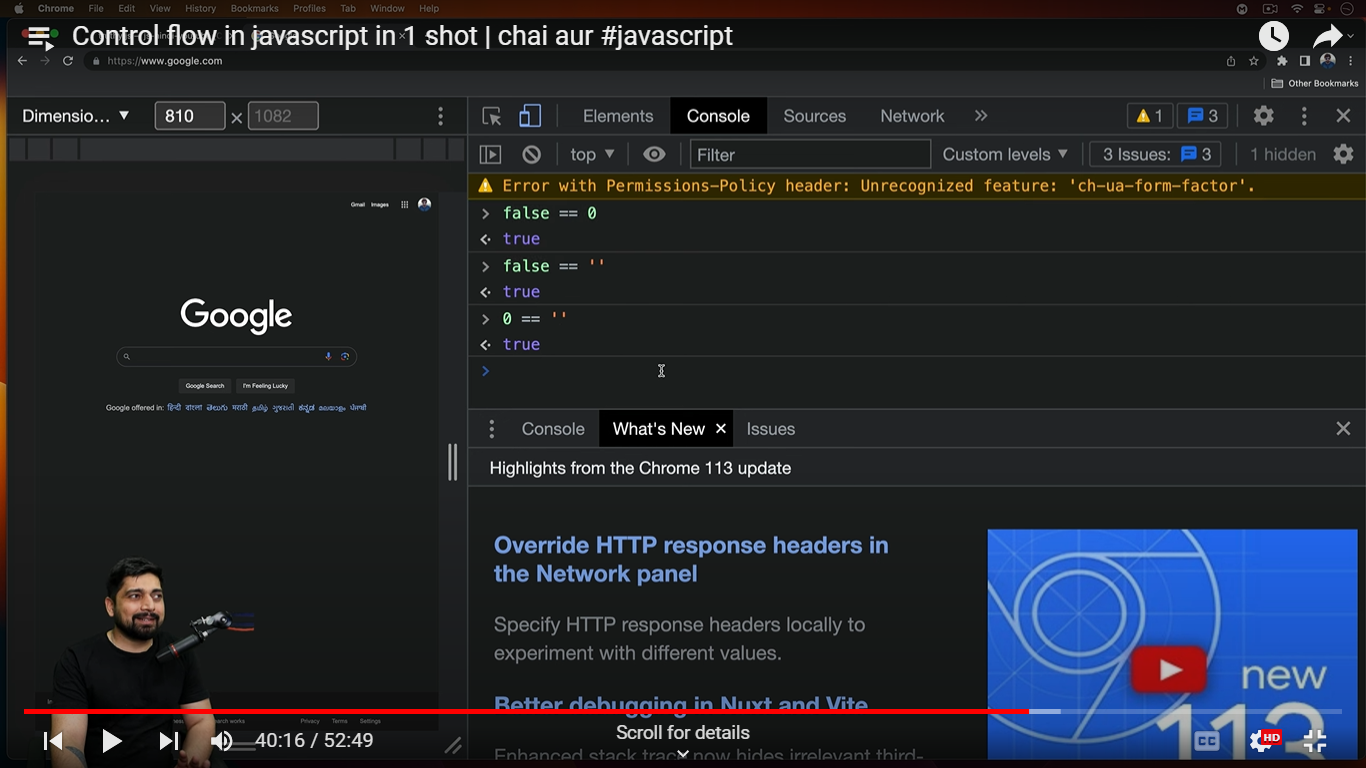 Chrome File Edit View History Bookmarks Profiles Tab Window Help
Control flow in javascript in 1 shot | chai aur #javascript
https://www.google.com
Other Bookmarks
Dimensio... ▼ 810 × 1082
Elements Console Sources Network » 1 3
top ▼ Filter Custom levels ▼ 3 Issues: 3 1 hidden
Error with Permissions-Policy header: Unrecognized feature: 'ch-ua-form-factor'.
> false == 0
true
> false == ''
true
> 0 == ''
true
>
Gmail Images
Google
Google Search I'm Feeling Lucky
Google offered in: हिन्दी বাংলা తెలుగు मराठी தமிழ் ગુજરાતી ಕನ್ನಡ മലയാളം ਪੰਜਾਬੀ
Console What's New × Issues
Highlights from the Chrome 113 update
Override HTTP response headers in
the Network panel
Specify HTTP response headers locally to
experiment with different values.
Better debugging in Nuxt and Vite
Enhanced stack trace now hides irrelevant third-
new
113
Privacy Terms Settings
40:16 / 52:49
Scroll for details
CC
HD